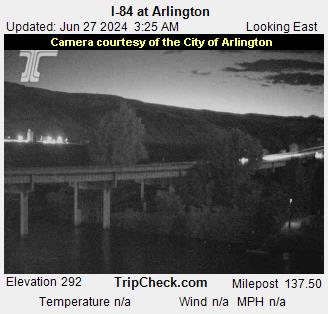 I-84 at Arlington
Updated: Jun 27 2024  3:25 AM    Looking East
Camera courtesy of the City of Arlington
Elevation 292    TripCheck.com    Milepost 137.50
Temperature n/a    Wind n/a  MPH n/a